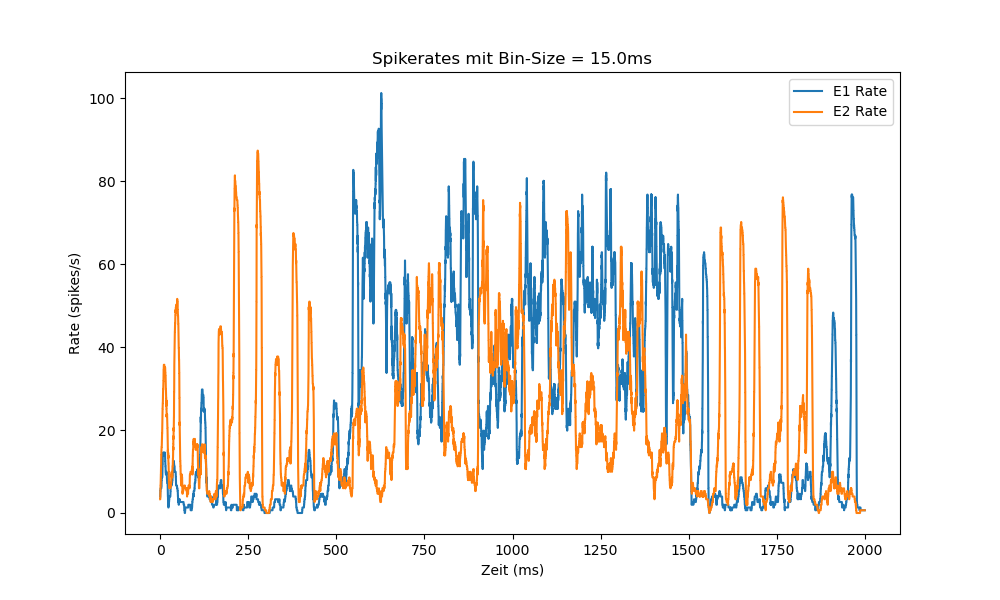 Spikerates mit Bin-Size = 15.0ms
E1 Rate
E2 Rate
Rate (spikes/s)
100
80
60
40
20
0
0 250 500 750 1000 1250 1500 1750 2000
Zeit (ms)